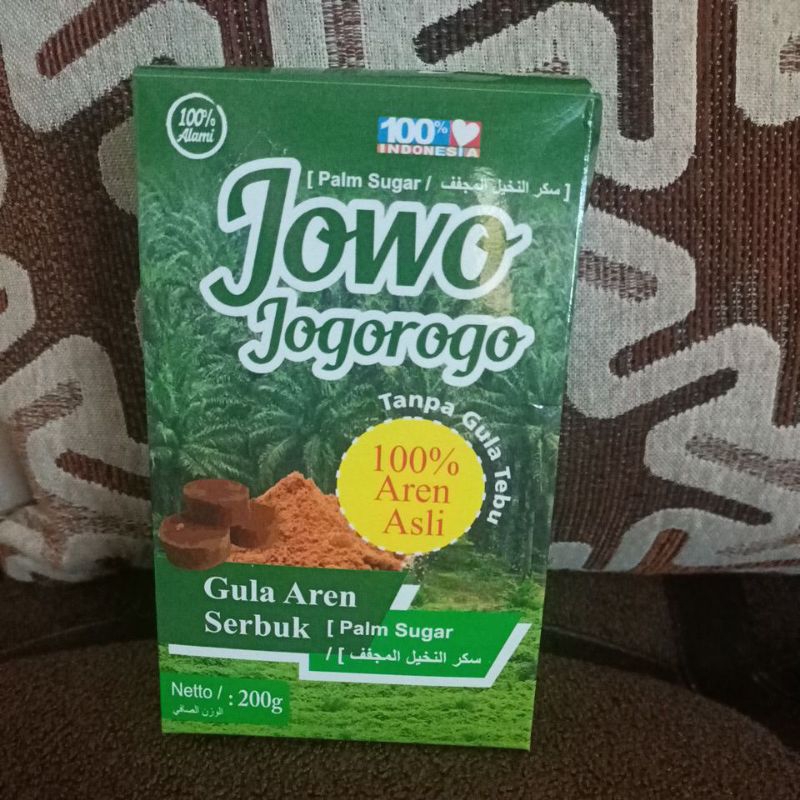 100%
Alami
100%
INDONESIA
[ Palm Sugar / سكر النخيل المجفف ]
Jowo
Jogorogo
Tanpa Gula Tebu
100%
Aren
Asli
Gula Aren
Serbuk [ Palm Sugar
/ [ سكر النخيل المجفف
Netto / : 200g
الوزن الصافي